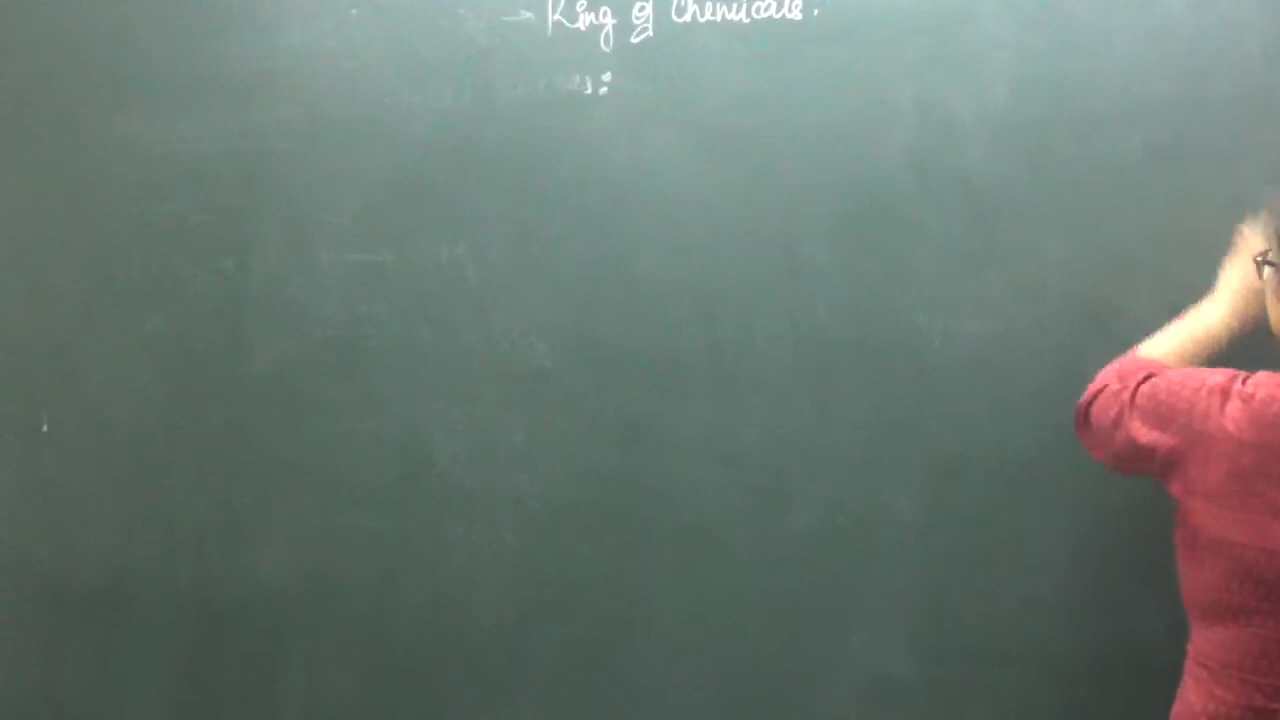 → King of Chemicals.